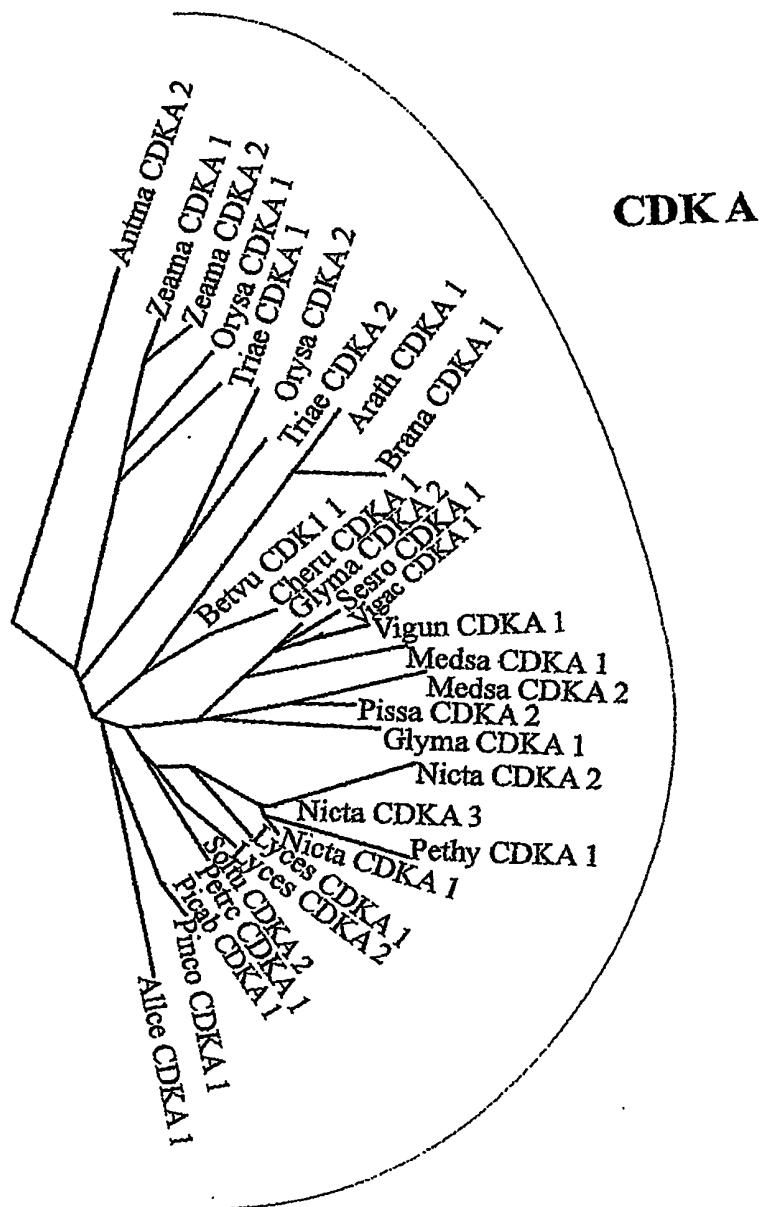 CDK A
Antma CDKA 2
Zeama CDKA 1
Zeama CDKA 2
Orysa CDKA 1
Triae CDKA 1
Orysa CDKA 2
Triae CDKA 2
Arath CDKA 1
Brana CDKA 1
Betvu CDK1 1
Cheru CDKA 1
Glyma CDKA 2
Sesro CDKA 1
Vigac CDKA 1
Vigun CDKA 1
Medsa CDKA 1
Medsa CDKA 2
Pissa CDKA 2
Glyma CDKA 1
Nicta CDKA 2
Nicta CDKA 3
Pethy CDKA 1
Nicta CDKA 1
Lyces CDKA 1
Lyces CDKA 2
Soltu CDKA 2
Petrc CDKA 1
Picab CDKA 1
Pinco CDKA 1
Allce CDKA 1